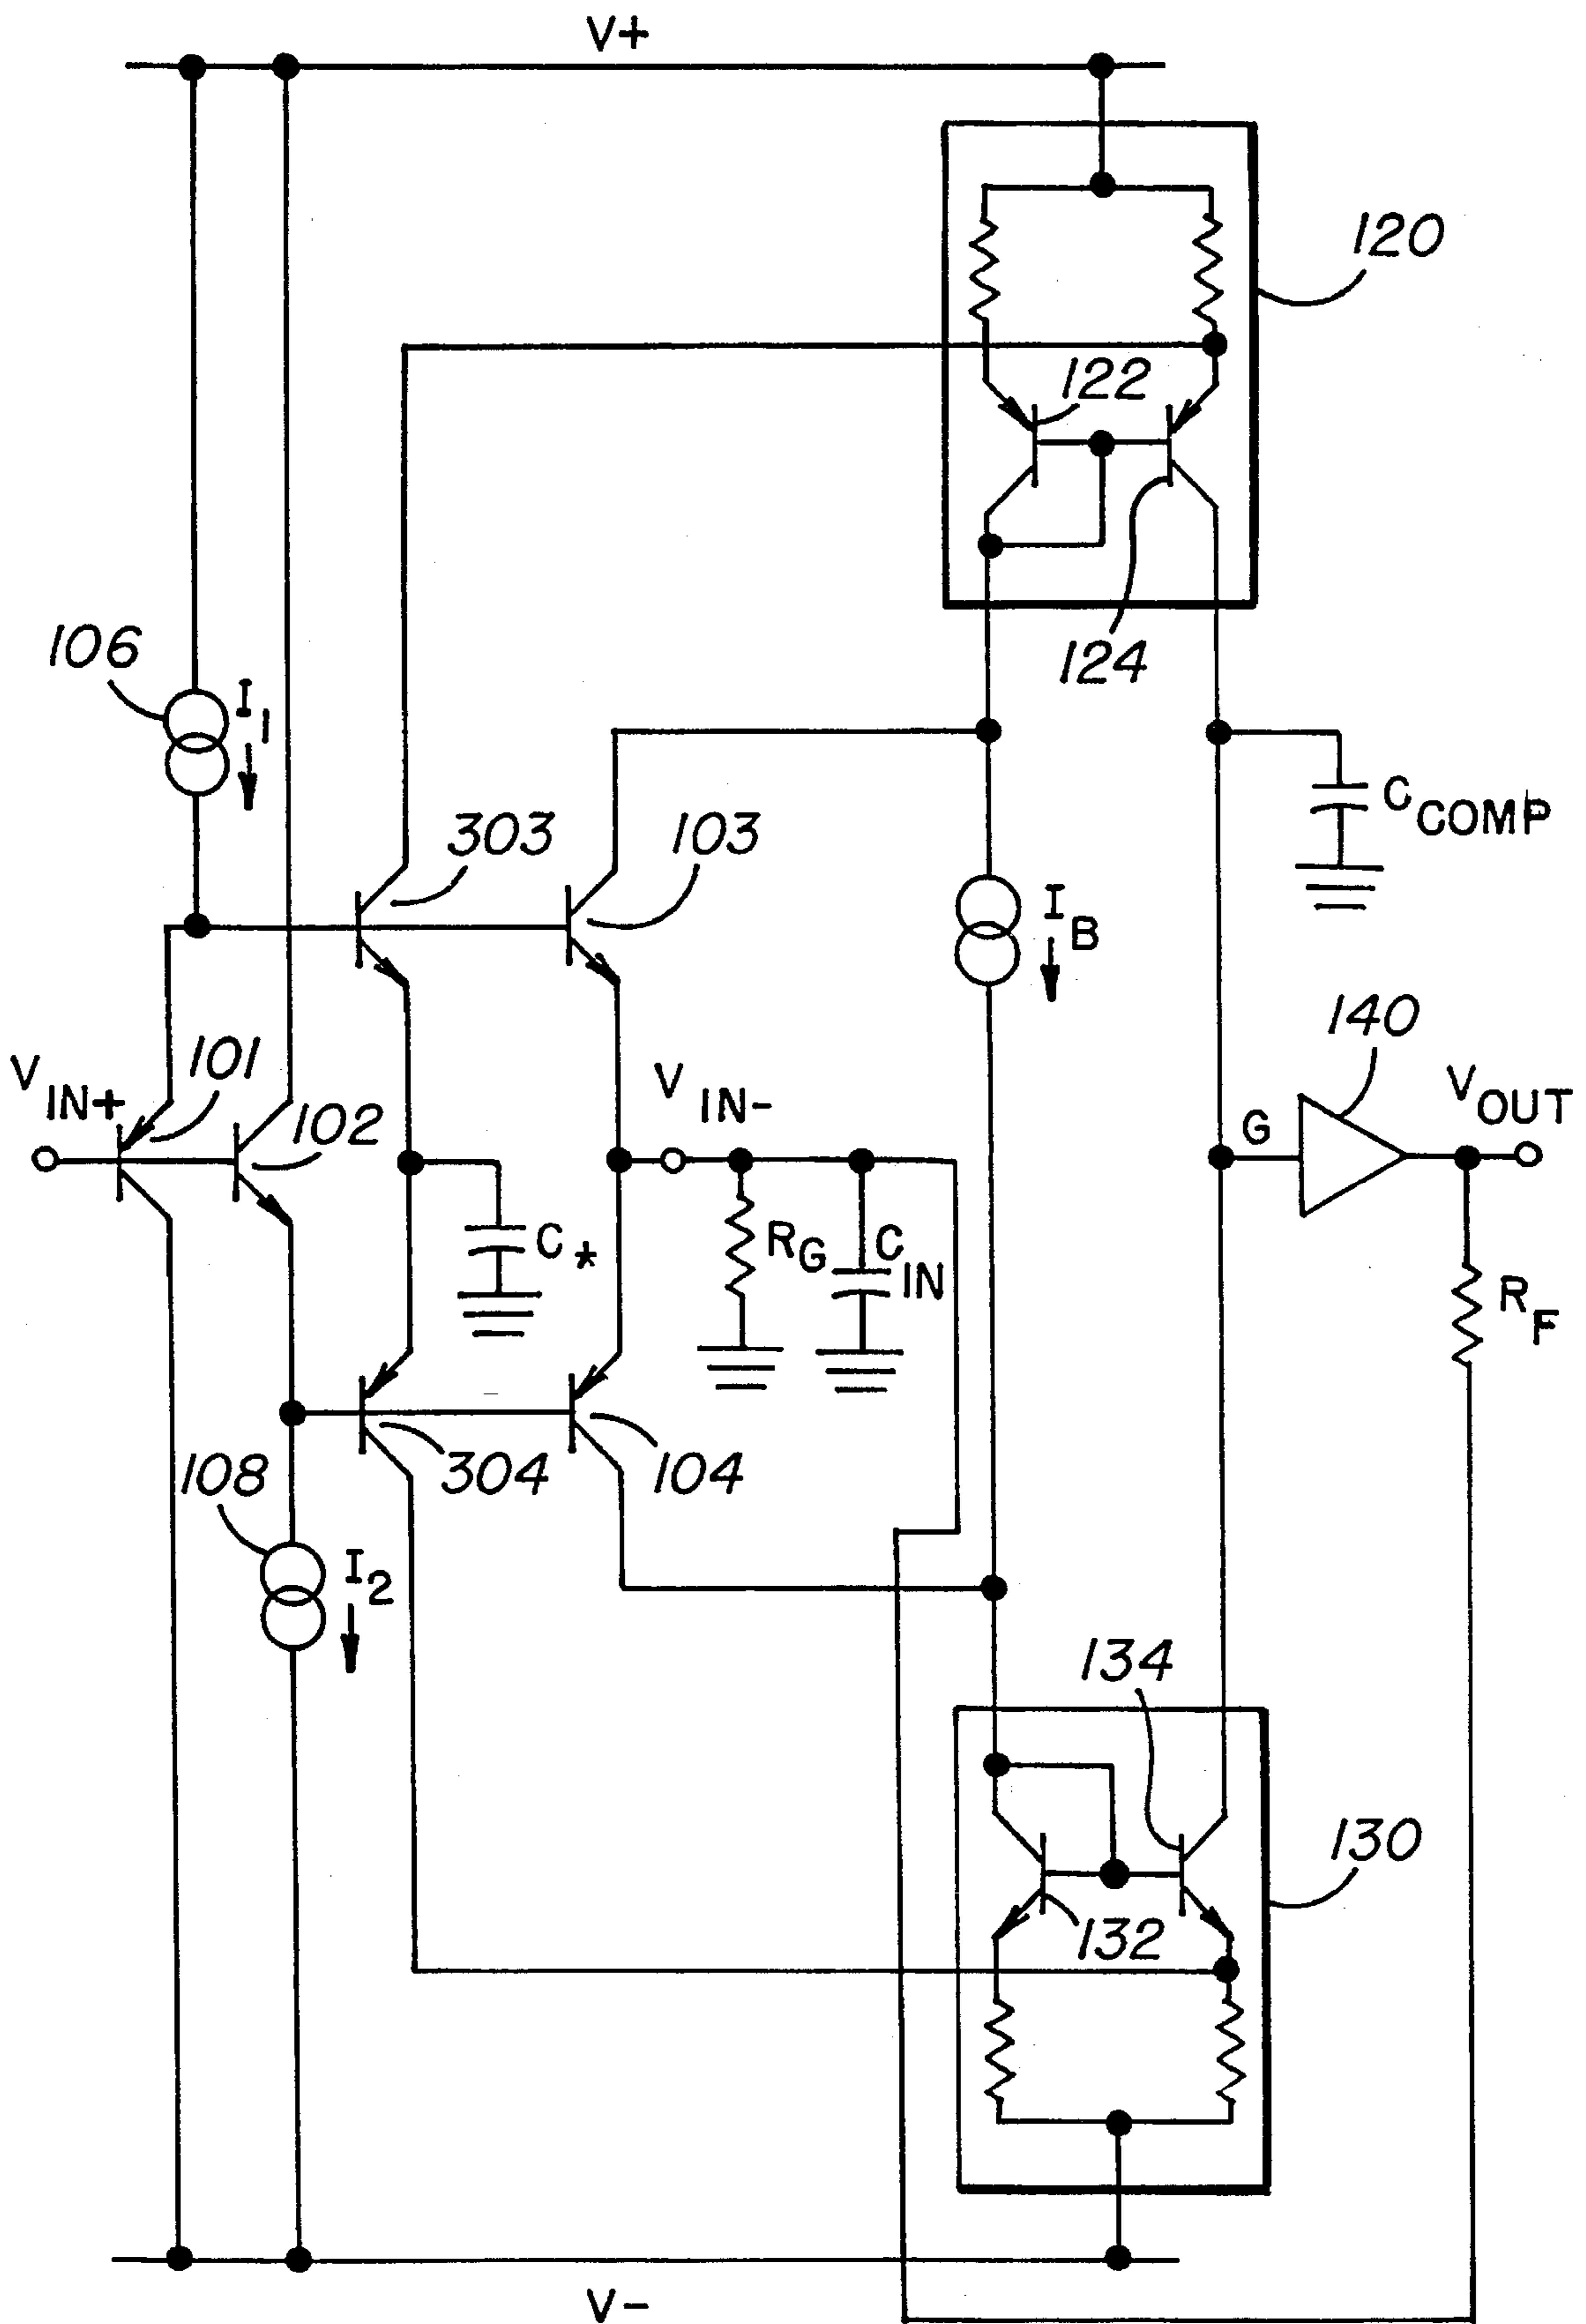 V+
120
122
124
106
I1
303
103
CCOMP
IB
140
VIN+
101
102
VIN-
G
VOUT
C*
RG
CIN
RF
108
304
104
I2
134
130
132
V-